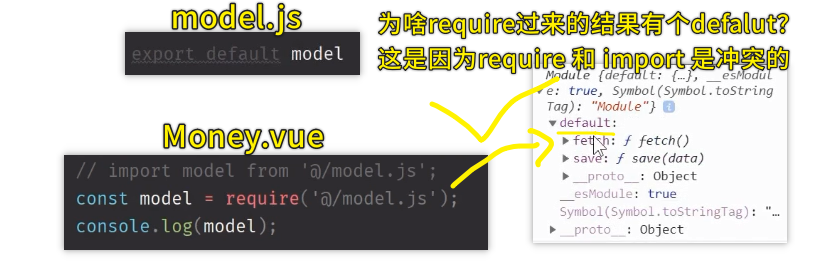 model.js
export default model
为啥require过来的结果有个defalut?
这是因为require 和 import 是冲突的
Money.vue
// import model from '@/model.js';
const model = require('@/model.js');
console.log(model);
Module {default: {…}, __esModul
e: true, Symbol(Symbol.toString
Tag): "Module"} i
▼default:
▶fetch: ƒ fetch()
▶save: ƒ save(data)
▶__proto__: Object
__esModule: true
Symbol(Symbol.toStringTag): "…
▶__proto__: Object